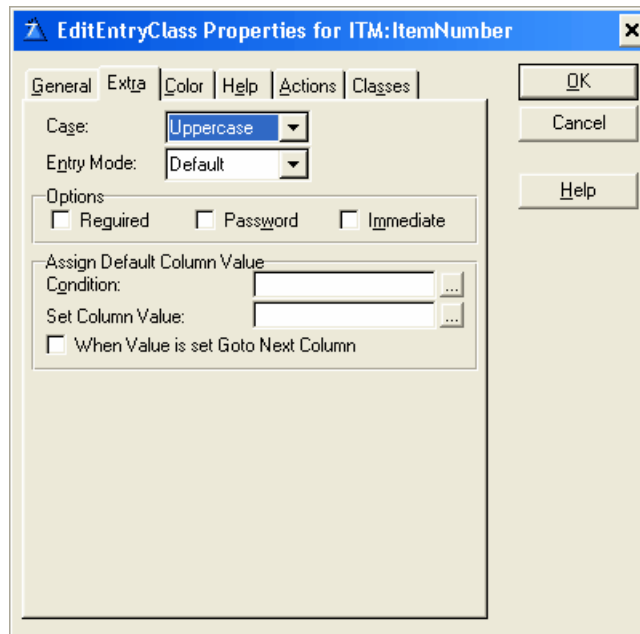 EditEntryClass Properties for ITM:ItemNumber
General Extra Color Help Actions Classes
OK
Case: Uppercase
Cancel
Entry Mode: Default
Help
Options
Required Password Immediate
Assign Default Column Value
Condition: ...
Set Column Value: ...
When Value is set Goto Next Column